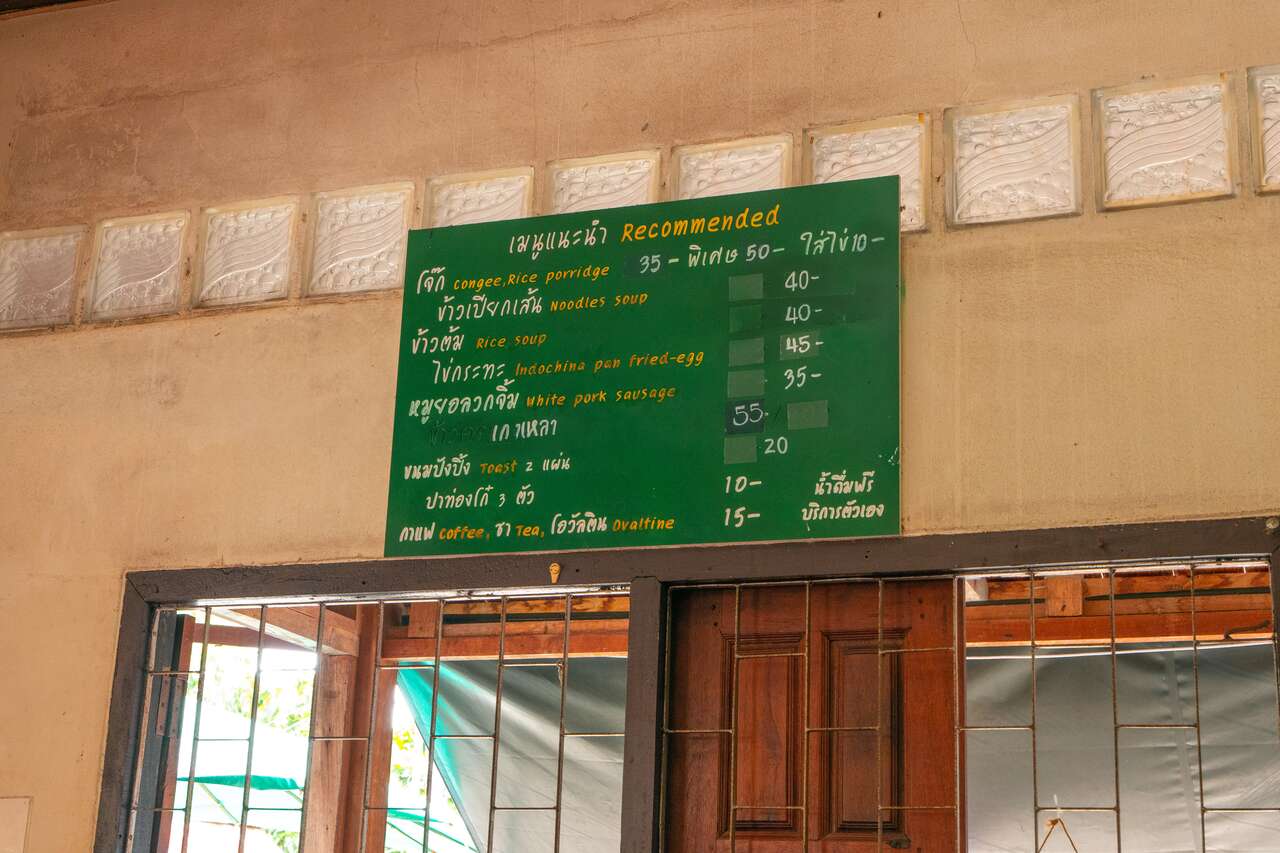 เมนูแนะนำ Recommended
โจ๊ก congee, Rice porridge 35- พิเศษ 50- ใส่ไข่ 10-
ข้าวเปียกเส้น Noodles soup 40-
ข้าวต้ม Rice soup 40-
ไข่กระทะ Indochina pan fried-egg 45-
หมูยอลวกจิ้ม White pork sausage 35-
เกาเหลา 55-
ขนมปังปิ้ง Toast 2 แผ่น 20
ปาท่องโก๋ 3 ตัว 10- น้ำดื่มฟรี
กาแฟ Coffee, ชา Tea, โอวัลติน Ovaltine 15- บริการตัวเอง